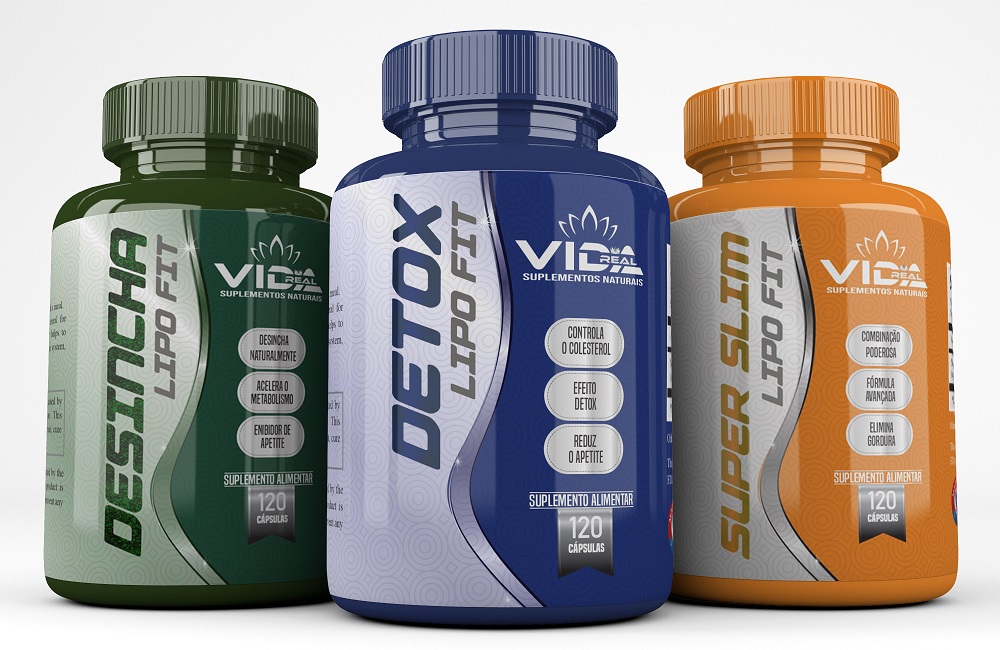 DESINCHA
LIPO FIT
VIDA
REAL
SUPLEMENTOS NATURAIS
DESINCHA
NATURALMENTE
ACELERA O
METABOLISMO
ENIBIDOR DE
APETITE
SUPLEMENTO ALIMENTAR
120
CÁPSULAS
DETOX
LIPO FIT
VIDA
REAL
SUPLEMENTOS NATURAIS
CONTROLA
O COLESTEROL
EFEITO
DETOX
REDUZ
O APETITE
SUPLEMENTO ALIMENTAR
120
CÁPSULAS
SUPER SLIM
LIPO FIT
VIDA
REAL
SUPLEMENTOS NATURAIS
COMBINAÇÃO
PODEROSA
FÓRMULA
AVANÇADA
ELIMINA
GORDURA
SUPLEMENTO ALIMENTAR
120
CÁPSULAS